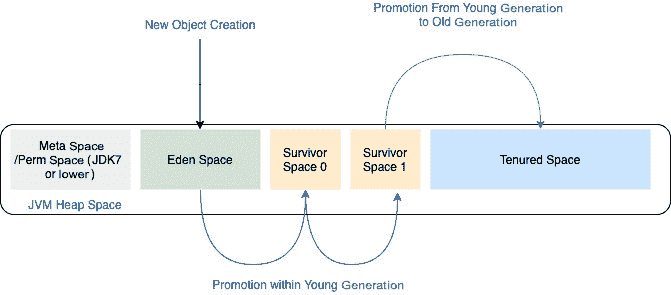 New Object Creation
Promotion From Young Generation
to Old Generation
Meta Space
/Perm Space (JDK7
or lower)
Eden Space
Survivor
Space 0
Survivor
Space 1
Tenured Space
JVM Heap Space
Promotion within Young Generation